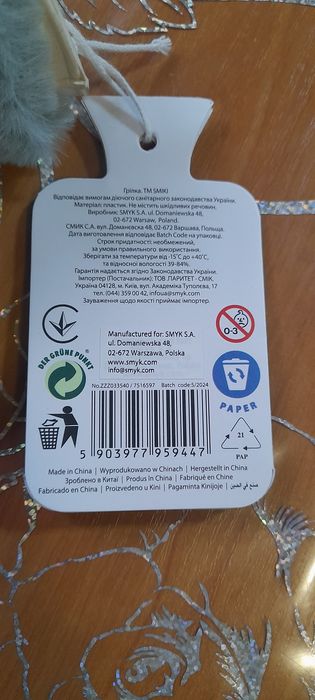 Грілка. ТМ SMIKI
Відповідає вимогам діючого санітарного законодавства України.
Матеріал: пластик. Не містить шкідливих речовин.
Виробник: SMYK S.A. ul. Domaniewska 48,
02-672 Warsaw, Poland.
СМИК С.А. вул. Доманєвска 48, 02-672 Варшава, Польща.
Дата виготовлення відповідає Batch Code на упаковці.
Строк придатності: необмежений,
за умови правильного використання.
Зберігати за температури від -15˚С до +40˚С,
та відносної вологості 39-84%.
Гарантія надається згідно Законодавства України.
Імпортер (Постачальник): ТОВ „ПАРИТЕТ - СМІК
Україна 04128, м. Київ, вул. Академіка Туполєва, 17
тел. (044) 359 00 42, infoua@smyk.com
Зауваження щодо якості приймає імпортер.
0-3
Manufactured for: SMYK S.A.
ul. Domaniewska 48,
02-672 Warszawa, Polska
www.smyk.com
info@smyk.com
DER GRÜNE PUNKT
PAPER
No.ZZZ033540 / 7516597 Batch code:5/2024
5 903977 959447
21
PAP
Made in China | Wyprodukowano w Chinach | Hergestellt in China
Зроблено в Китаї | Produs în China | Fabriqué en Chine
Fabricado en China | Proizvedeno u Kini | Pagaminta Kinijoje | صنع في الصين